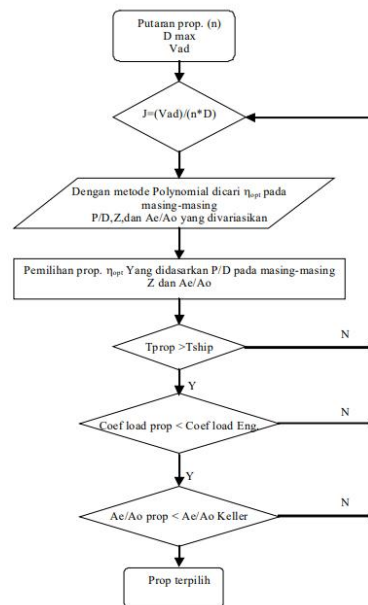 Putaran prop. (n)
D max
Vad
J=(Vad)/(n*D)
Dengan metode Polynomial dicari ηopt pada
masing-masing
P/D,Z,dan Ae/Ao yang divariasikan
Pemilihan prop. ηopt Yang didasarkan P/D pada masing-masing
Z dan Ae/Ao
N
Tprop >Tship
Y
N
Coef load prop < Coef load Eng.
Y
N
Ae/Ao prop < Ae/Ao Keller
Prop terpilih